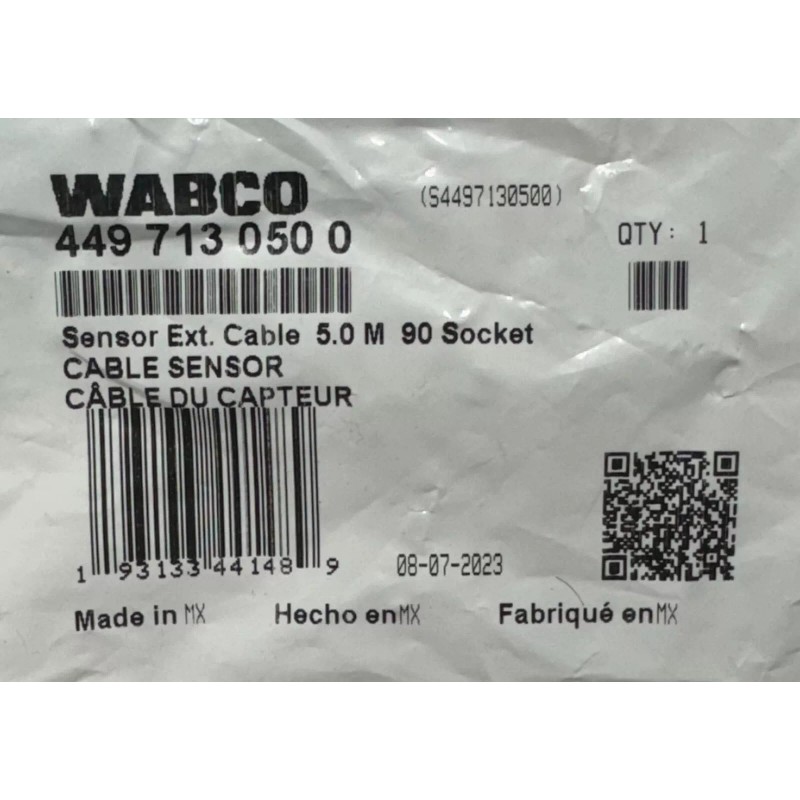 WABCO
(S4497130500)
449 713 050 0
QTY: 1
Sensor Ext. Cable 5.0 M 90 Socket
CABLE SENSOR
CÂBLE DU CAPTEUR
1 93133 44148 9
08-07-2023
Made in MX Hecho en MX Fabriqué en MX